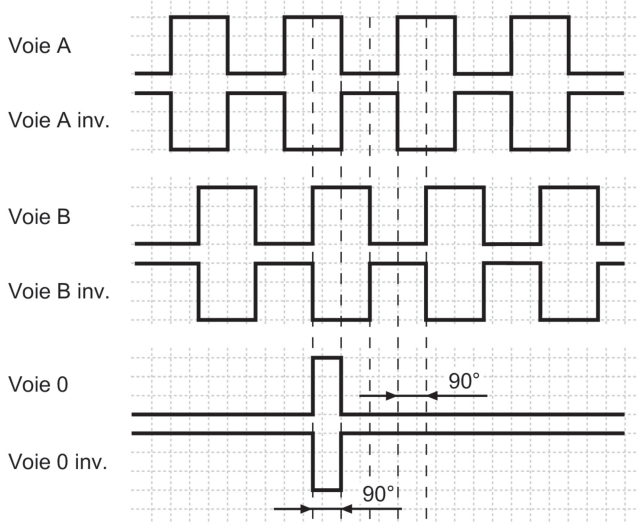 Voie A
Voie A inv.
Voie B
Voie B inv.
Voie 0
90°
Voie 0 inv.
90°